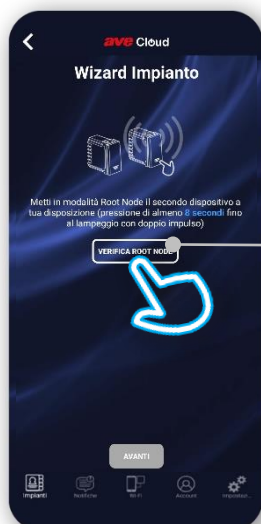 ave Cloud
Wizard Impianto
Metti in modalità Root Node il secondo dispositivo a
tua disposizione (pressione di almeno 8 secondi fino
al lampeggio con doppio impulso)
VERIFICA ROOT NODE
AVANTI
Impianti Notifiche Wi-Fi Account Impostazi...